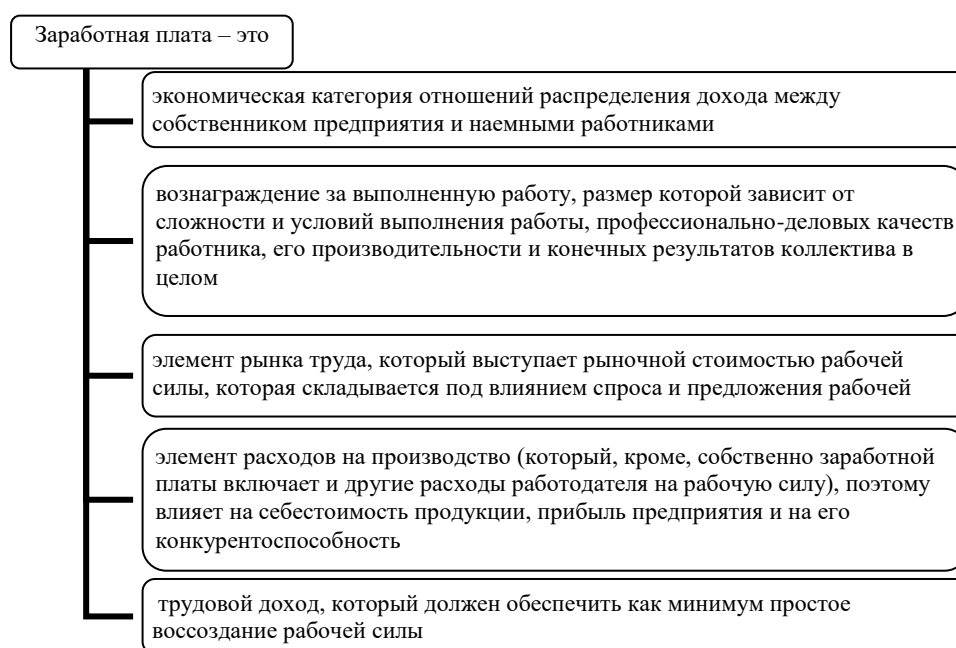 Заработная плата – это
экономическая категория отношений распределения дохода между
собственником предприятия и наемными работниками
вознаграждение за выполненную работу, размер которой зависит от
сложности и условий выполнения работы, профессионально-деловых качеств
работника, его производительности и конечных результатов коллектива в
целом
элемент рынка труда, который выступает рыночной стоимостью рабочей
силы, которая складывается под влиянием спроса и предложения рабочей
элемент расходов на производство (который, кроме, собственно заработной
платы включает и другие расходы работодателя на рабочую силу), поэтому
влияет на себестоимость продукции, прибыль предприятия и на его
конкурентоспособность
трудовой доход, который должен обеспечить как минимум простое
воссоздание рабочей силы